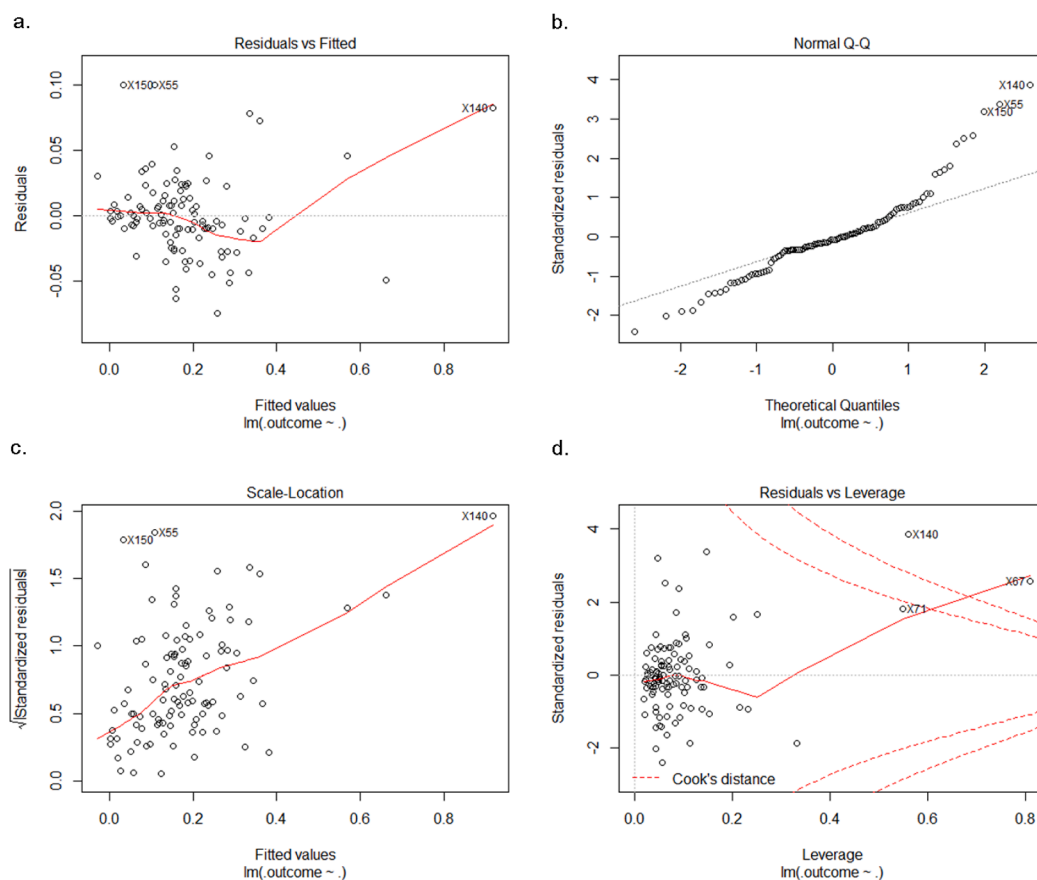 a.
Residuals vs Fitted
Residuals
0.10
0.05
0.00
-0.05
X150
X55
X140
0.0 0.2 0.4 0.6 0.8
Fitted values
lm(.outcome ~ .)
b.
Normal Q-Q
Standardized residuals
4
3
2
1
0
-1
-2
X140
X55
X150
-2 -1 0 1 2
Theoretical Quantiles
lm(.outcome ~ .)
c.
Scale-Location
√|Standardized residuals|
2.0
1.5
1.0
0.5
0.0
X150
X55
X140
0.0 0.2 0.4 0.6 0.8
Fitted values
lm(.outcome ~ .)
d.
Residuals vs Leverage
Standardized residuals
4
2
0
-2
X140
X67
X71
Cook's distance
0.0 0.2 0.4 0.6 0.8
Leverage
lm(.outcome ~ .)